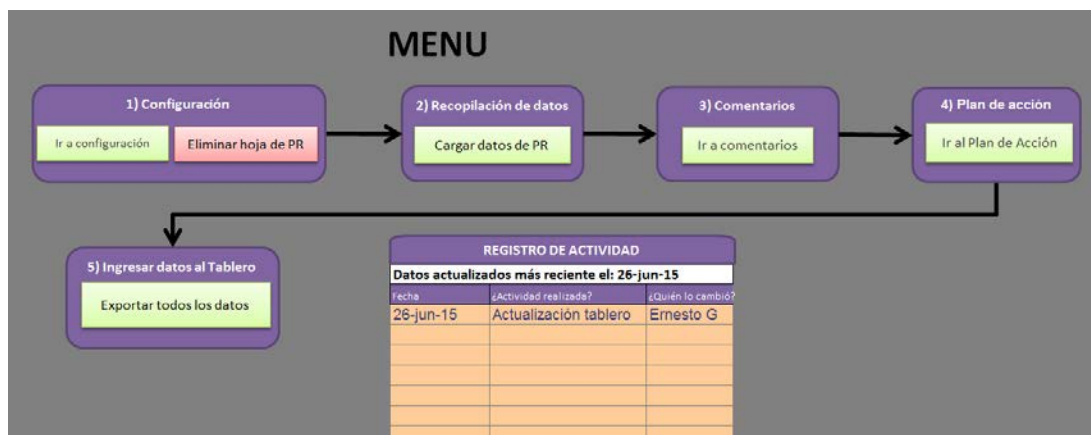 MENU
1) Configuración
Ir a configuración
Eliminar hoja de PR
2) Recopilación de datos
Cargar datos de PR
3) Comentarios
Ir a comentarios
4) Plan de acción
Ir al Plan de Acción
5) Ingresar datos al Tablero
Exportar todos los datos
REGISTRO DE ACTIVIDAD
Datos actualizados más reciente el: 26-jun-15
Fecha ¿Actividad realizada? ¿Quién lo cambió?
26-jun-15 Actualización tablero Ernesto G